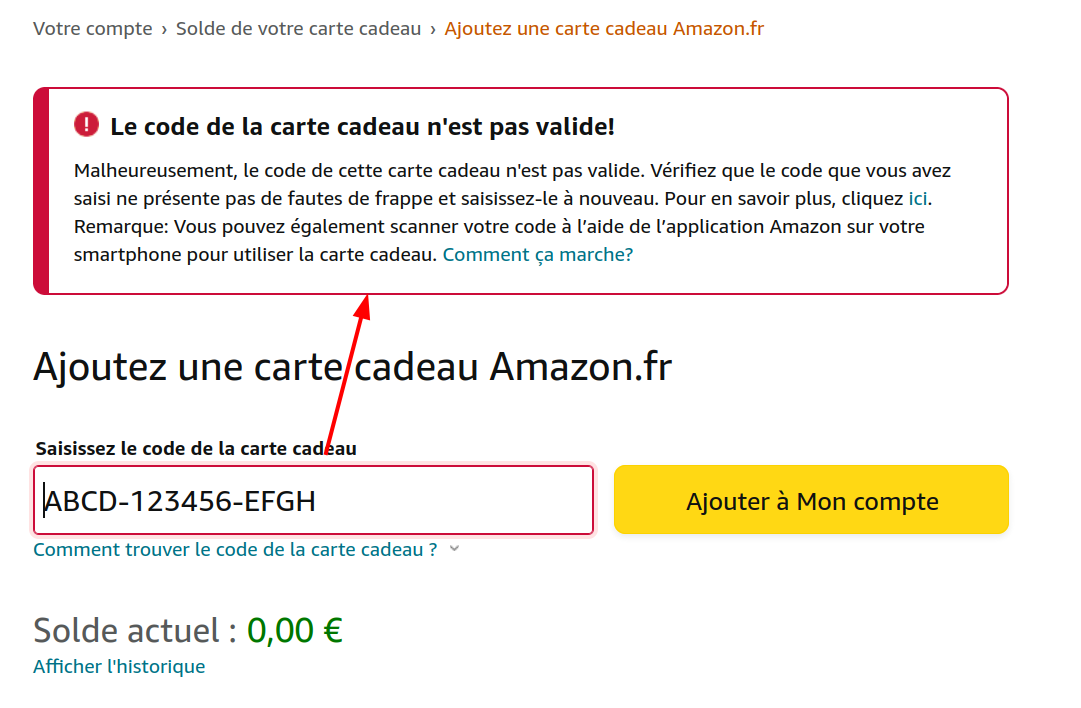 Votre compte › Solde de votre carte cadeau › Ajoutez une carte cadeau Amazon.fr
! Le code de la carte cadeau n'est pas valide!
Malheureusement, le code de cette carte cadeau n'est pas valide. Vérifiez que le code que vous avez
saisi ne présente pas de fautes de frappe et saisissez-le à nouveau. Pour en savoir plus, cliquez ici.
Remarque: Vous pouvez également scanner votre code à l’aide de l’application Amazon sur votre
smartphone pour utiliser la carte cadeau. Comment ça marche?
Ajoutez une carte cadeau Amazon.fr
Saisissez le code de la carte cadeau
ABCD-123456-EFGH
Ajouter à Mon compte
Comment trouver le code de la carte cadeau ?
Solde actuel : 0,00 €
Afficher l'historique